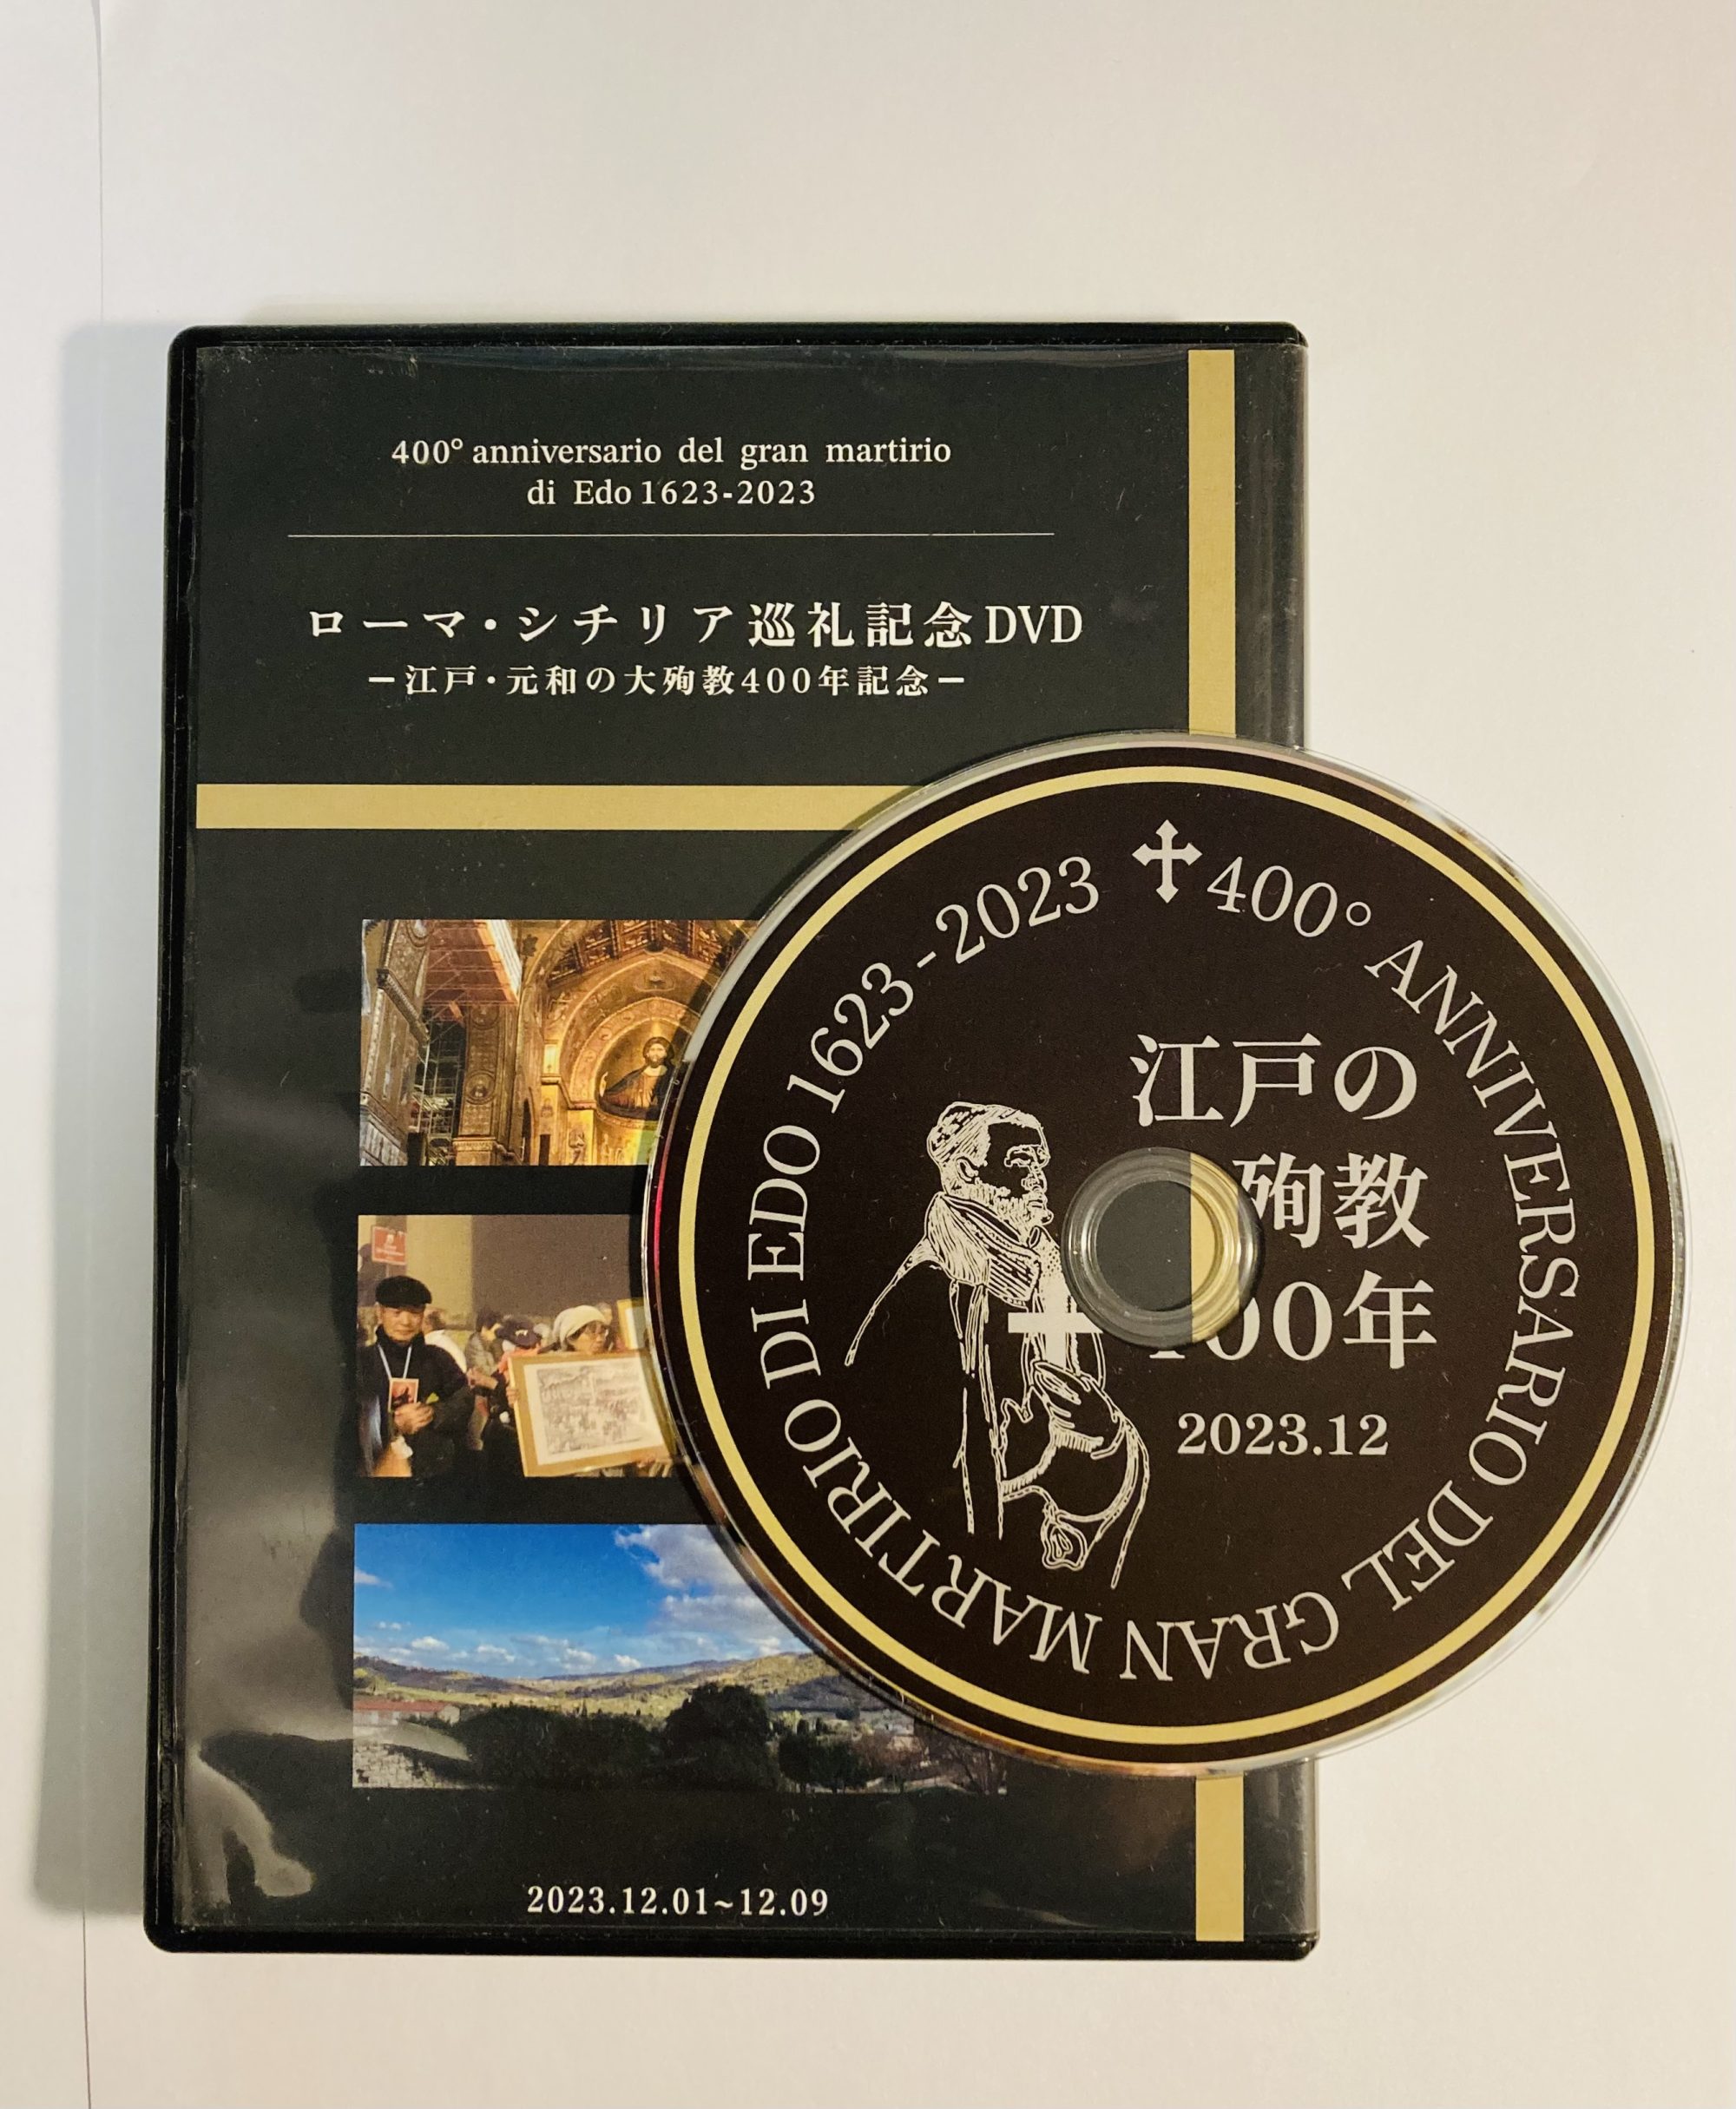 400° anniversario del gran martirio
di Edo 1623-2023
ローマ・シチリア巡礼記念DVD
ー江戸・元和の大殉教400年記念ー
2023.12.01~12.09
400° ANNIVERSARIO DEL GRAN MARTIRIO DI EDO 1623-2023
江戸の
殉教
00年
2023.12